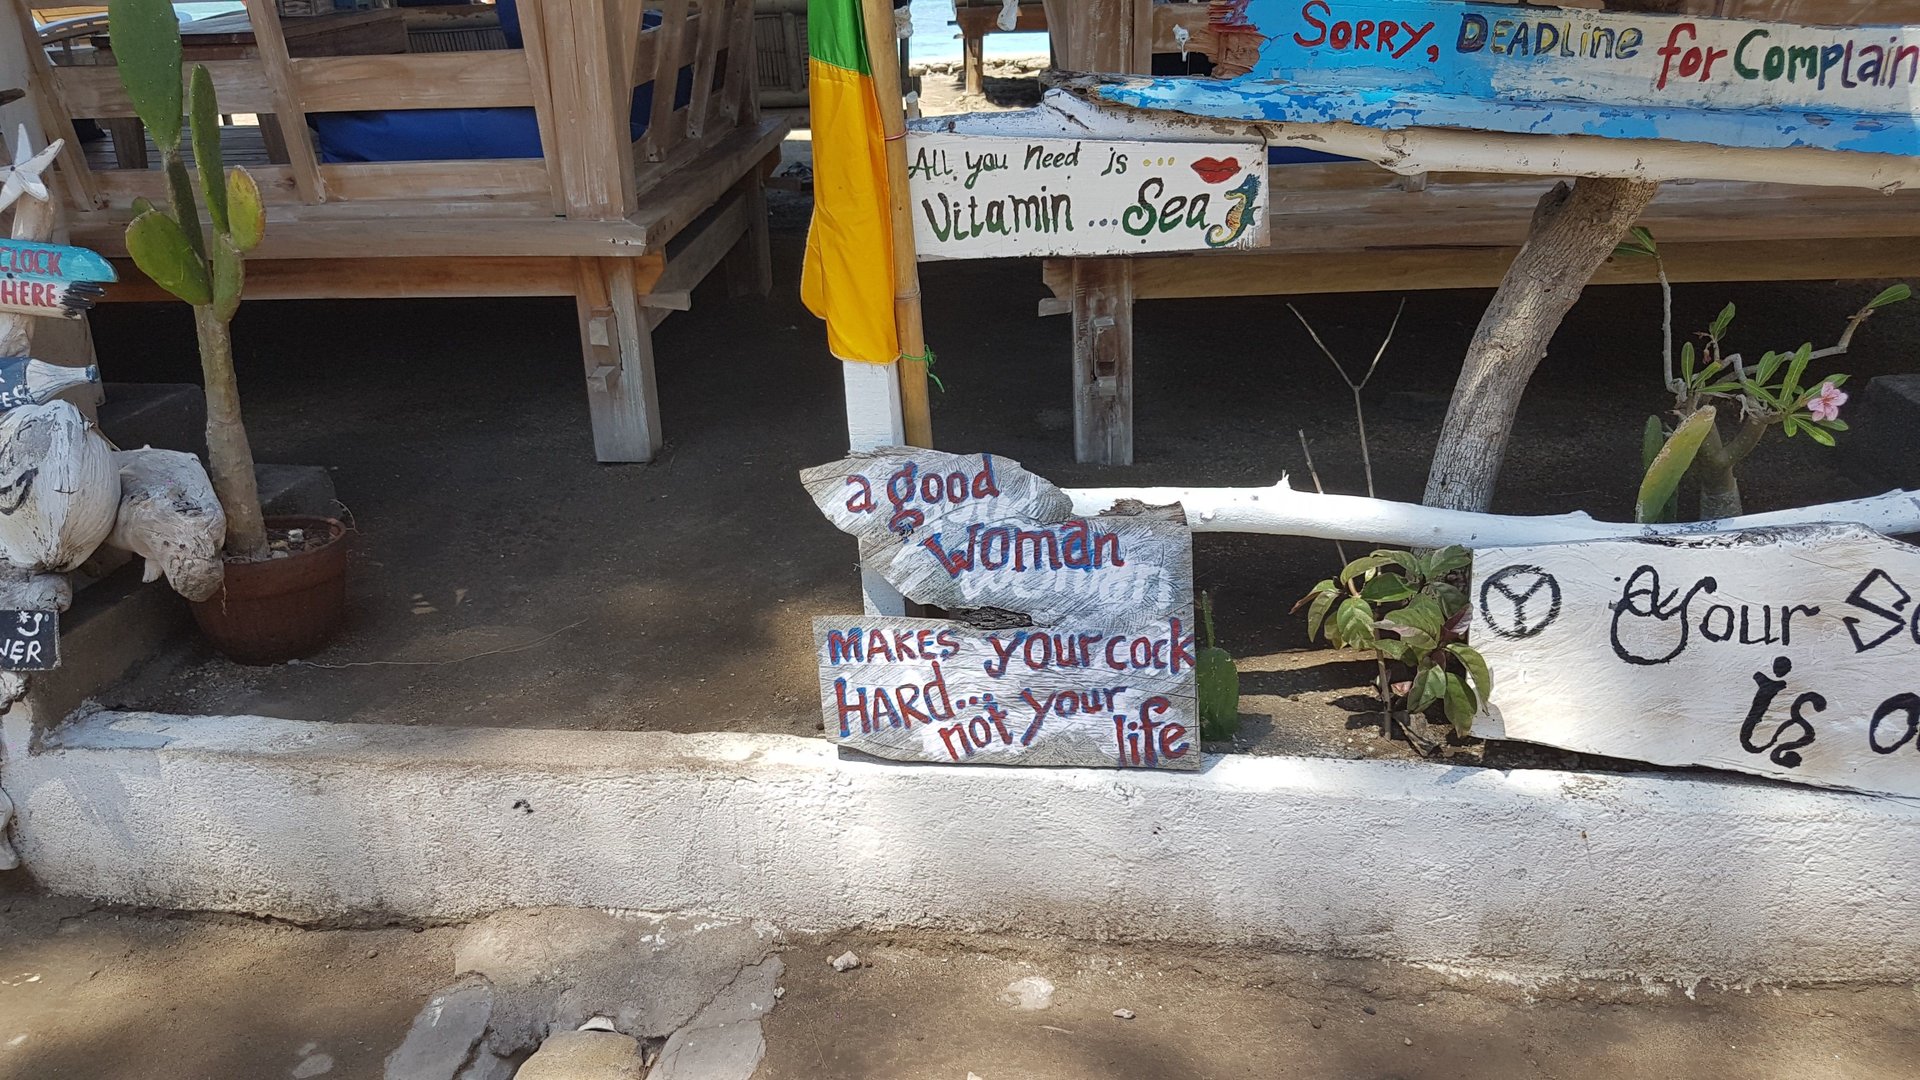 SORRY, DEADLiNe for Complain
All you Need is ...
Vitamin ... Sea
CLOCK
HERE
a good
woman
MAKES your cock
HARD...
not your
life
Your
is